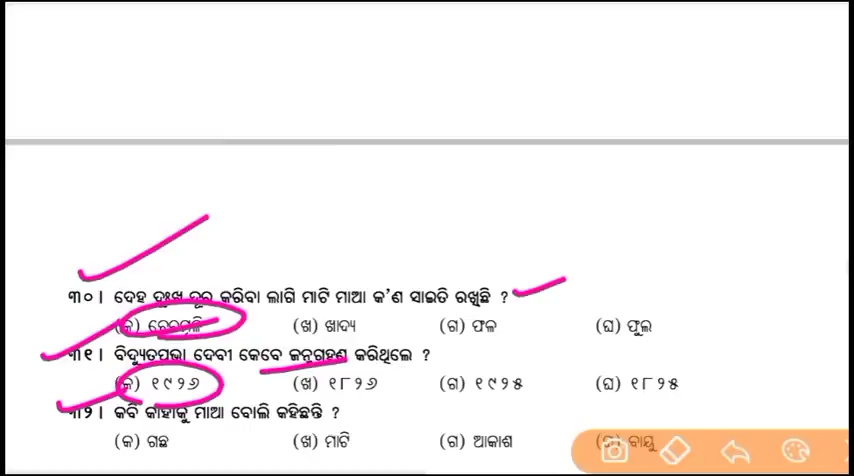 ୩୦। ଦେହ ଦୁଃଖ ଦୂର କରିବା ଲାଗି ମାଟି ମାଆ କ'ଣ ସାଇତି ରଖିଛି ?
(କ) ଚେରମୂଳି (ଖ) ଖାଦ୍ୟ (ଗ) ଫଳ (ଘ) ଫୁଲ
୩୧। ବିଦ୍ୟୁତପ୍ରଭା ଦେବୀ କେବେ ଜନ୍ମଗ୍ରହଣ କରିଥିଲେ ?
(କ) ୧୯୨୬ (ଖ) ୧୮୨୬ (ଗ) ୧୯୨୫ (ଘ) ୧୮୨୫
୩୨। କବି କାହାକୁ ମାଆ ବୋଲି କହିଛନ୍ତି ?
(କ) ଗଛ (ଖ) ମାଟି (ଗ) ଆକାଶ (ଘ) ବାୟୁ